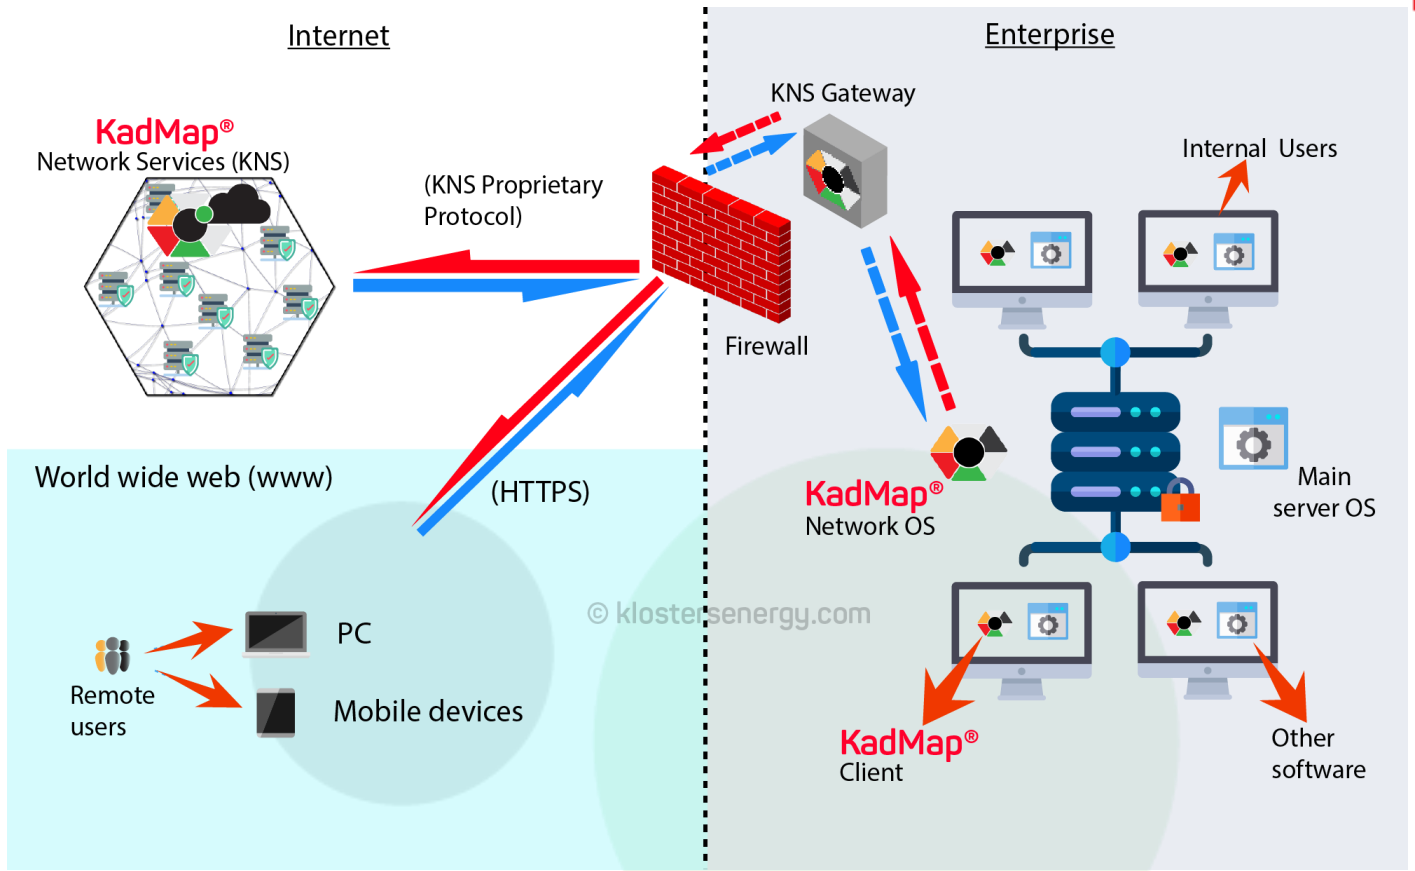 Internet
Enterprise
KNS Gateway
KadMap®
Network Services (KNS)
(KNS Proprietary
Protocol)
Internal Users
Firewall
World wide web (www)
(HTTPS)
KadMap®
Network OS
Main
server OS
© klostersenergy.com
PC
Remote
users
Mobile devices
KadMap®
Client
Other
software